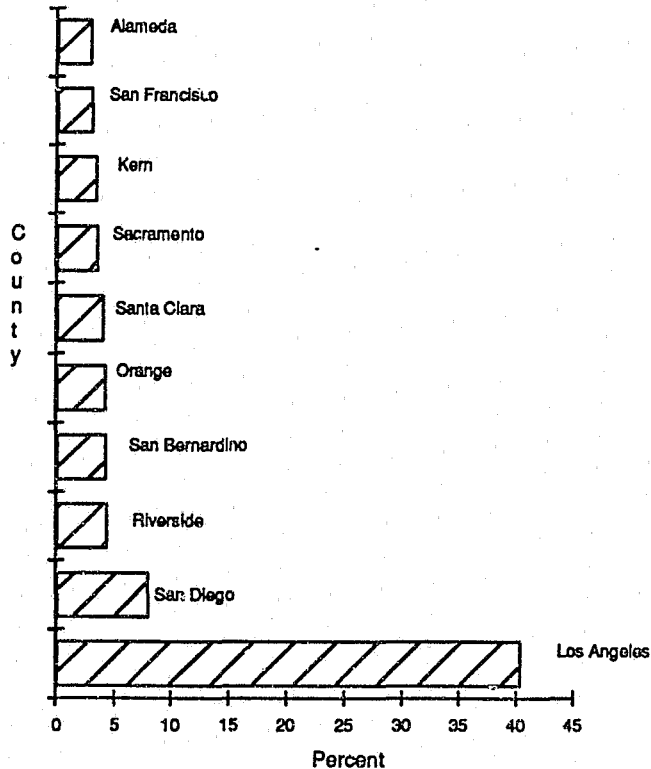 Alameda
San Francisco
Kern
Sacramento
Santa Clara
Orange
San Bernardino
Riverside
San Diego
Los Angeles
County
0 5 10 15 20 25 30 35 40 45
Percent